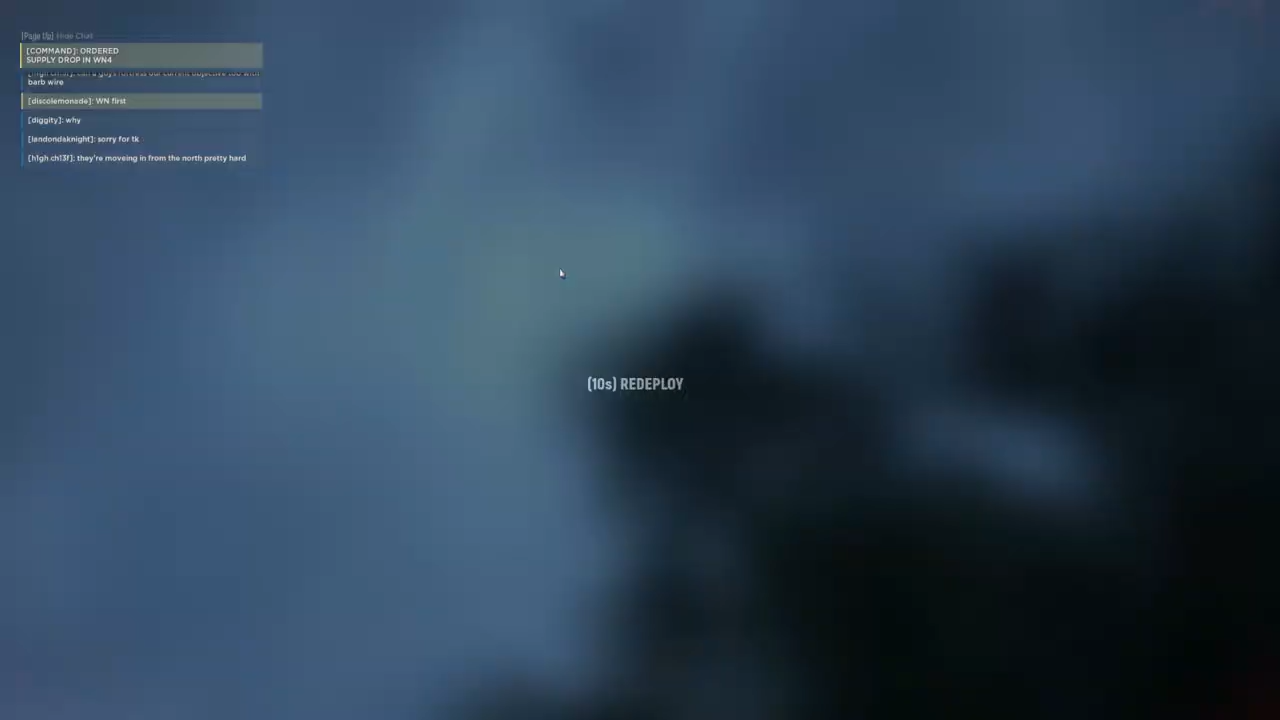 [Page Up] Hide Chat
[COMMAND]: ORDERED
SUPPLY DROP IN WN4
barb wire
[discolemonade]: WN first
[diggity]: why
[landondaknight]: sorry for tk
[h1gh ch13f]: they're moveing in from the north pretty hard
(10s) REDEPLOY